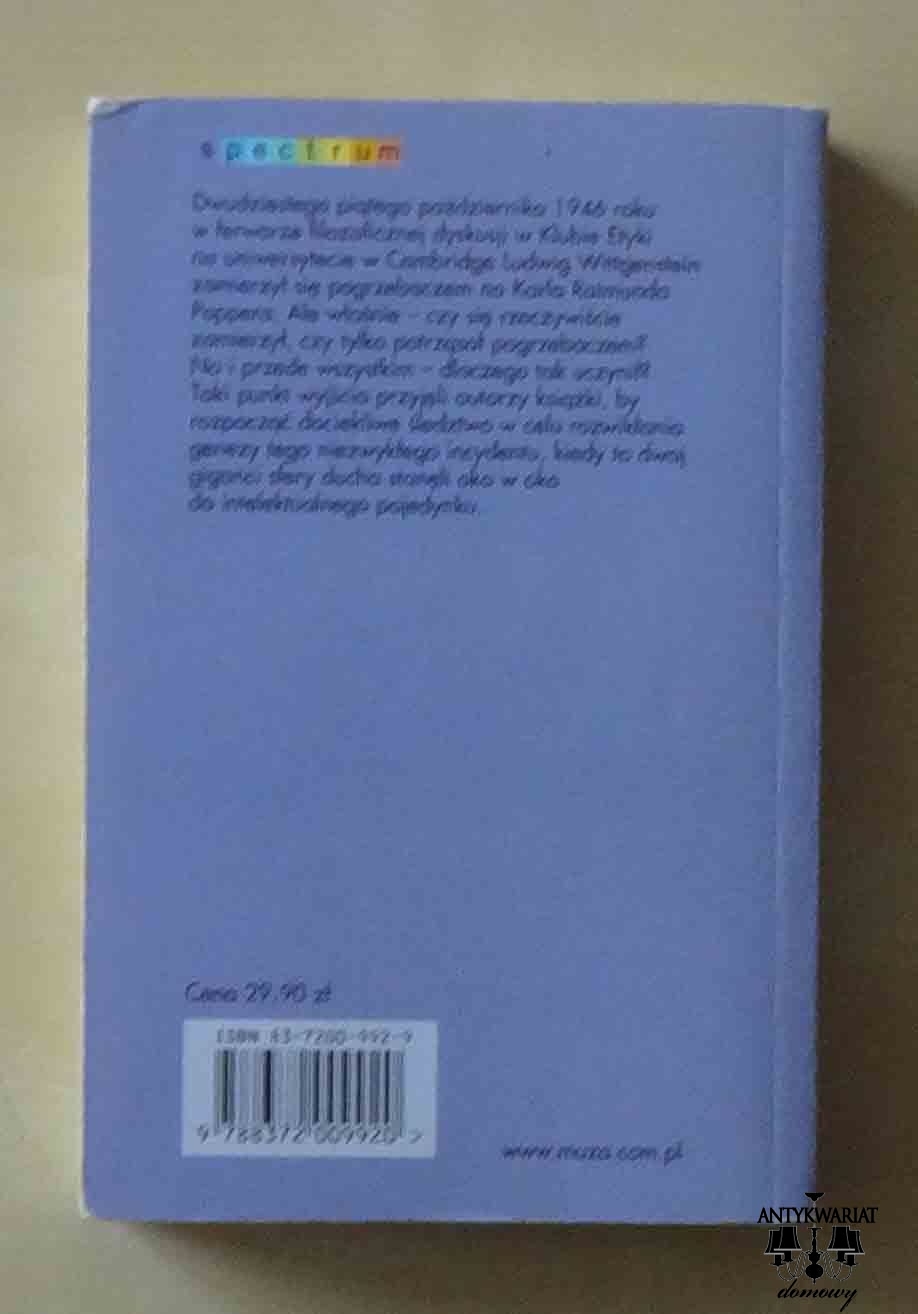 spectrum
Dwudziestego piątego października 1946 roku
w ferworze filozoficznej dyskusji w Klubie Etyki
na uniwersytecie w Cambridge Ludwig Wittgenstein
zamierzył się pogrzebaczem na Karla Raimunda
Poppera. Ale właśnie – czy się rzeczywiście
zamierzył, czy tylko potrząsał pogrzebaczem?
No i przede wszystkim – dlaczego tak uczynił?
Taki punkt wyjścia przyjęli autorzy książki, by
rozpocząć dociekliwe śledztwo w celu rozwikłania
genezy tego niezwykłego incydentu, kiedy to dwaj
giganci sfery ducha stanęli oko w oko
do intelektualnego pojedynku.
Cena 29.90 zł
ISBN 83-7200-992-9
9 788372 009920 >
www.muza.com.pl
ANTYKWARIAT
domowy